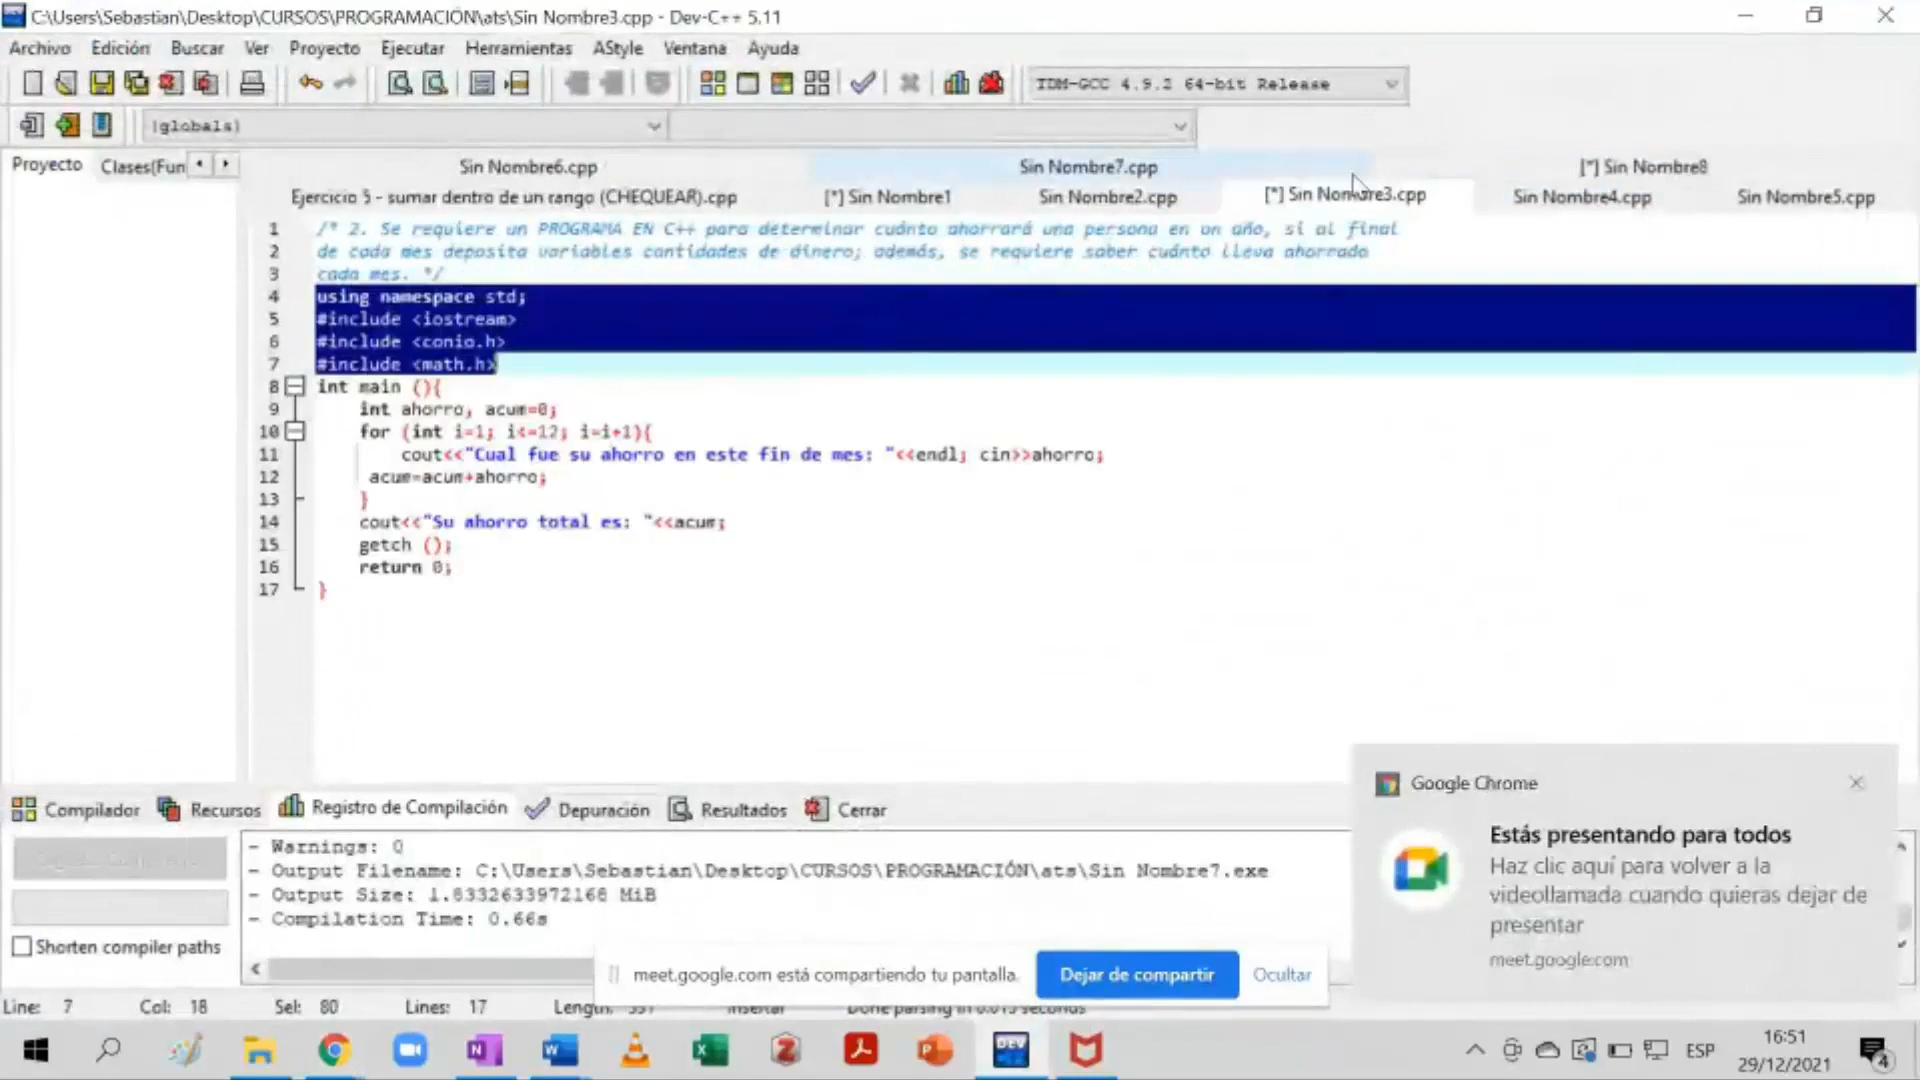 C:\Users\Sebastian\Desktop\CURSOS\PROGRAMACIÓN\ats\Sin Nombre3.cpp - Dev-C++ 5.11
Archivo Edición Buscar Ver Proyecto Ejecutar Herramientas AStyle Ventana Ayuda
TDM-GCC 4.9.2 64-bit Release
(globals)
Proyecto Clases(Fun
Sin Nombre6.cpp Sin Nombre7.cpp [*] Sin Nombre8
Ejercicio 5 - sumar dentro de un rango (CHEQUEAR).cpp [*] Sin Nombre1 Sin Nombre2.cpp [*] Sin Nombre3.cpp Sin Nombre4.cpp Sin Nombre5.cpp
1 /* 2. Se requiere un PROGRAMA EN C++ para determinar cuánto ahorrará una persona en un año, si al final
2 de cada mes deposita variables cantidades de dinero; además, se requiere saber cuánto lleva ahorrado
3 cada mes. */
4 using namespace std;
5 #include <iostream>
6 #include <conio.h>
7 #include <math.h>
8 int main (){
9 int ahorro, acum=0;
10 for (int i=1; i<=12; i=i+1){
11 cout<<"Cual fue su ahorro en este fin de mes: "<<endl; cin>>ahorro;
12 acum=acum+ahorro;
13 }
14 cout<<"Su ahorro total es: "<<acum;
15 getch ();
16 return 0;
17 }
Compilador Recursos Registro de Compilación Depuración Resultados Cerrar
Shorten compiler paths
- Warnings: 0
- Output Filename: C:\Users\Sebastian\Desktop\CURSOS\PROGRAMACIÓN\ats\Sin Nombre7.exe
- Output Size: 1.8332633972168 MiB
- Compilation Time: 0.66s
Google Chrome
Estás presentando para todos
Haz clic aquí para volver a la
videollamada cuando quieras dejar de
presentar
meet.google.com
meet.google.com está compartiendo tu pantalla. Dejar de compartir Ocultar
Line: 7 Col: 18 Sel: 80 Lines: 17
DEV
ESP
16:51
29/12/2021
4